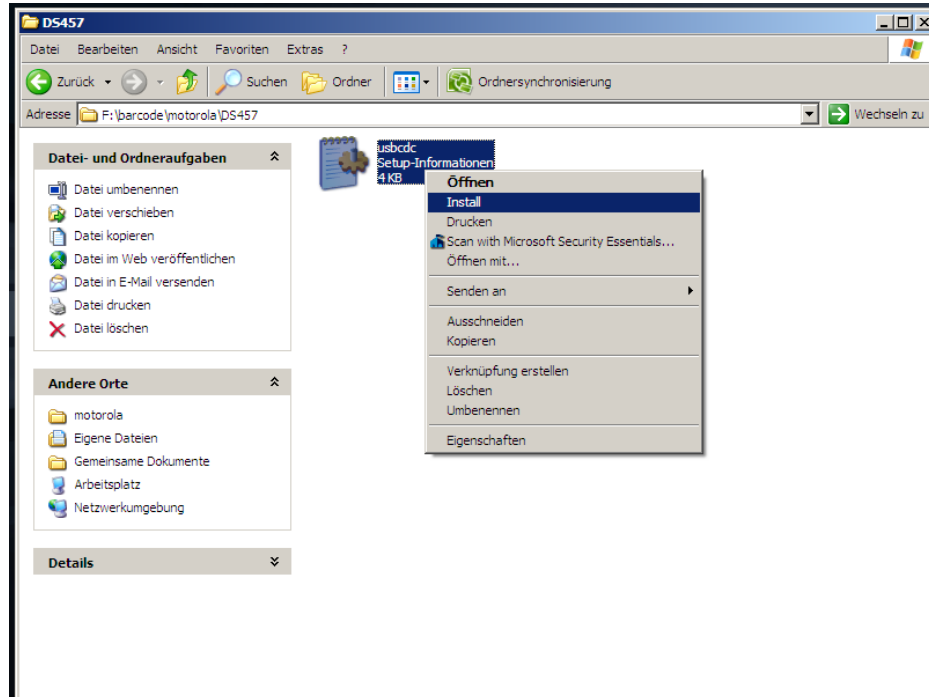 DS457
Datei Bearbeiten Ansicht Favoriten Extras ?
Zurück Suchen Ordner Ordnersynchronisierung
Adresse F:\barcode\motorola\DS457 Wechseln zu
Datei- und Ordneraufgaben
Datei umbenennen
Datei verschieben
Datei kopieren
Datei im Web veröffentlichen
Datei in E-Mail versenden
Datei drucken
Datei löschen
Andere Orte
motorola
Eigene Dateien
Gemeinsame Dokumente
Arbeitsplatz
Netzwerkumgebung
Details
usbcdc
Setup-Informationen
4 KB
Öffnen
Install
Drucken
Scan with Microsoft Security Essentials...
Öffnen mit...
Senden an
Ausschneiden
Kopieren
Verknüpfung erstellen
Löschen
Umbenennen
Eigenschaften